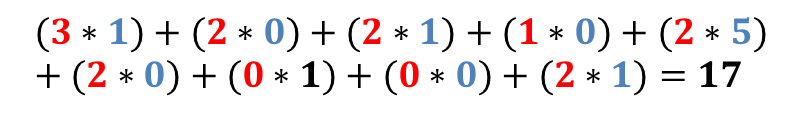 (3 * 1) + (2 * 0) + (2 * 1) + (1 * 0) + (2 * 5)
+ (2 * 0) + (0 * 1) + (0 * 0) + (2 * 1) = 17